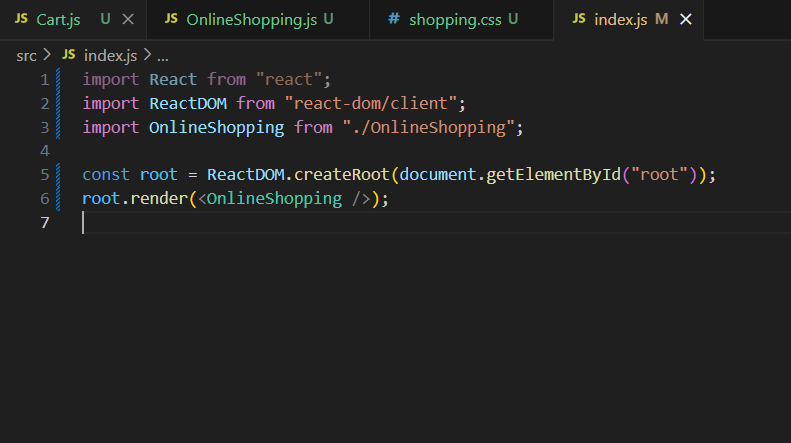 JS Cart.js U × JS OnlineShopping.js U # shopping.css U JS index.js M ×
src > JS index.js > ...
1 import React from "react";
2 import ReactDOM from "react-dom/client";
3 import OnlineShopping from "./OnlineShopping";
4
5 const root = ReactDOM.createRoot(document.getElementById("root"));
6 root.render(<OnlineShopping />);
7